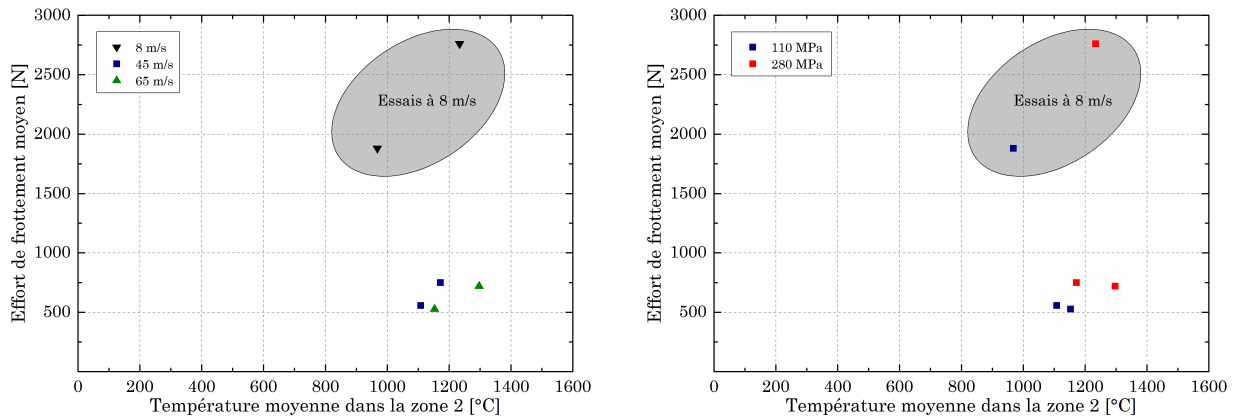 Effort de frottement moyen [N]
3000
2500
2000
1500
1000
500
8 m/s
45 m/s
65 m/s
Essais à 8 m/s
0 200 400 600 800 1000 1200 1400 1600
Température moyenne dans la zone 2 [°C]
Effort de frottement moyen [N]
3000
2500
2000
1500
1000
500
110 MPa
280 MPa
Essais à 8 m/s
0 200 400 600 800 1000 1200 1400 1600
Température moyenne dans la zone 2 [°C]